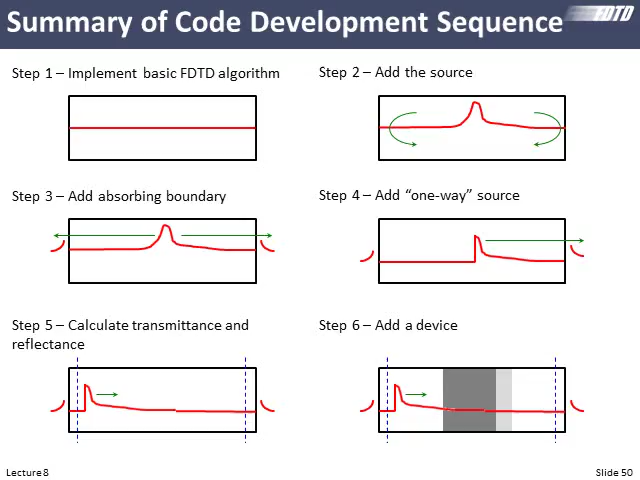 Summary of Code Development Sequence
FDTD
Step 1 – Implement basic FDTD algorithm
Step 2 – Add the source
Step 3 – Add absorbing boundary
Step 4 – Add “one-way” source
Step 5 – Calculate transmittance and
reflectance
Step 6 – Add a device
Lecture 8
Slide 50